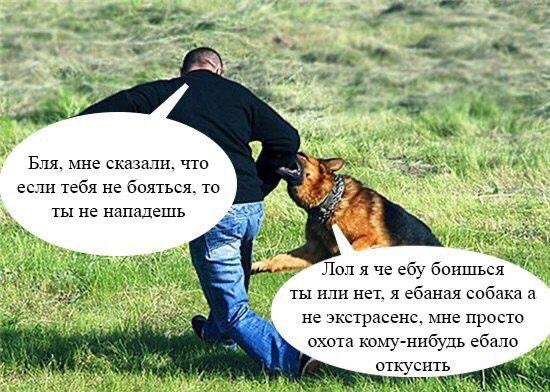 Бля, мне сказали, что
если тебя не бояться, то
ты не нападешь
Лол я че ебу боишься
ты или нет, я ебаная собака а
не экстрасенс, мне просто
охота кому-нибудь ебало
откусить